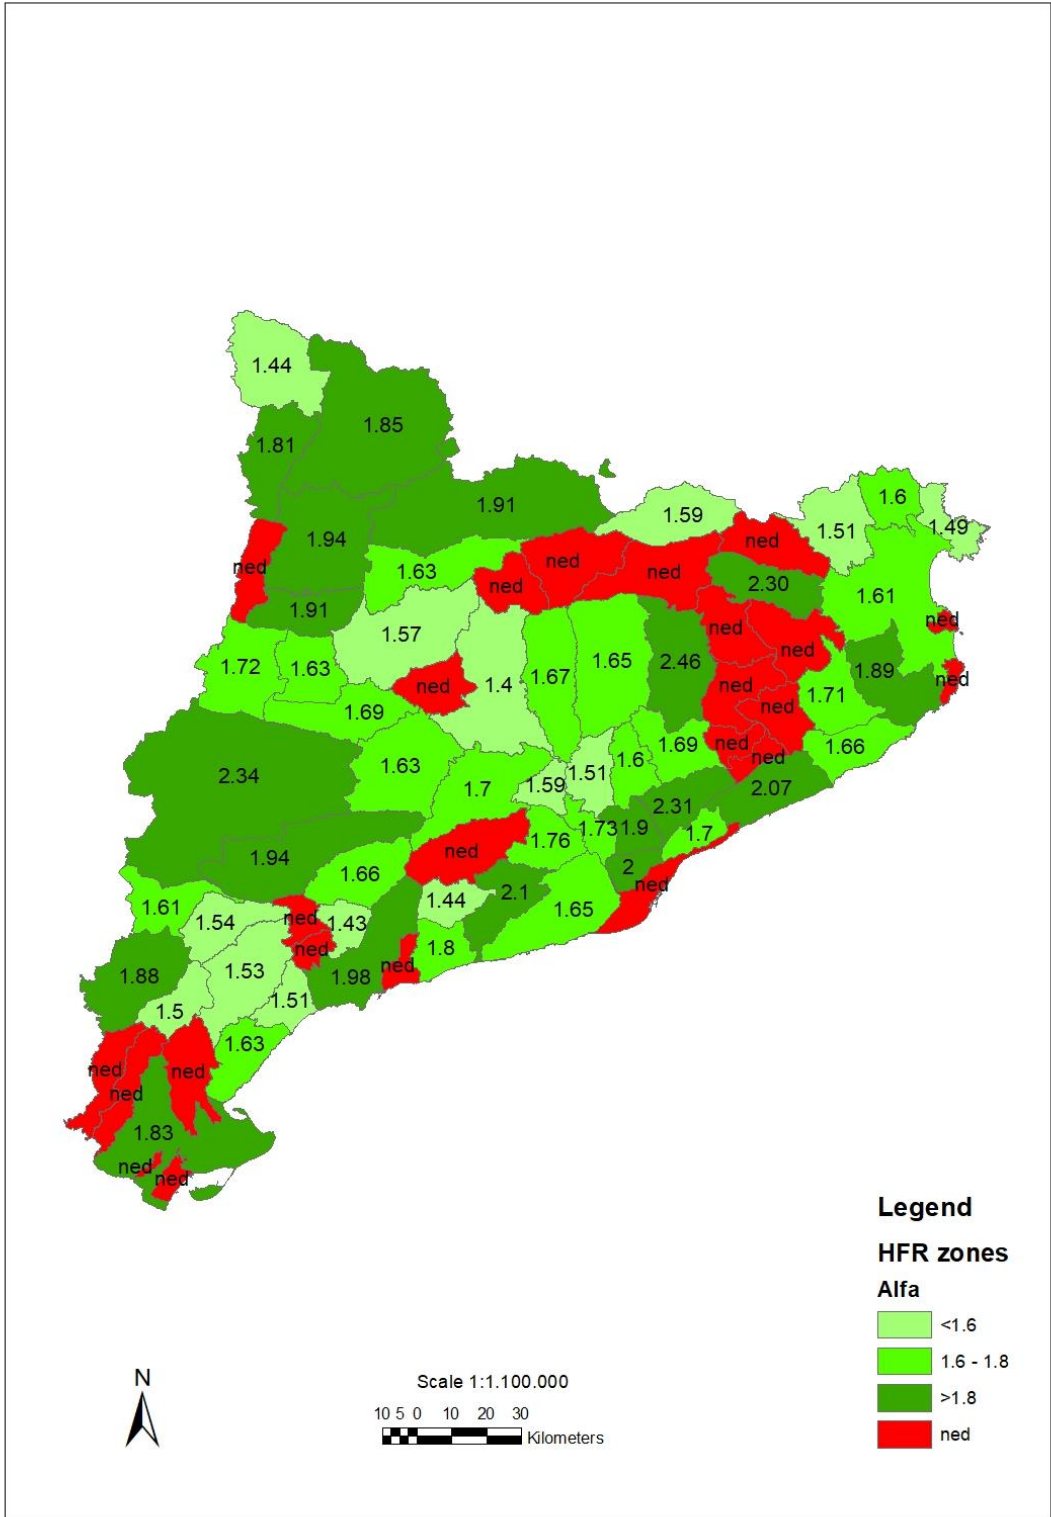 1.44
1.85
1.81
1.91
1.6
1.59
1.51
1.49
1.94
ned
ned
ned
1.63
ned
ned
2.30
1.61
1.91
ned
ned
1.57
ned
1.72
1.63
1.67
1.65
2.46
1.89
ned
ned
1.4
ned
1.71
ned
1.69
1.69
ned
1.66
1.63
1.6
ned
2.34
1.51
1.59
1.7
2.07
2.31
1.73
1.9
1.7
1.76
ned
1.94
2
1.66
ned
2.1
1.44
1.61
1.65
ned
1.54
1.43
1.8
ned
ned
1.53
1.88
1.98
1.51
1.5
1.63
ned
ned
ned
1.83
ned
ned
Legend
HFR zones
Alfa
<1.6
1.6 - 1.8
>1.8
ned
N
Scale 1:1.100.000
10 5 0 10 20 30
Kilometers